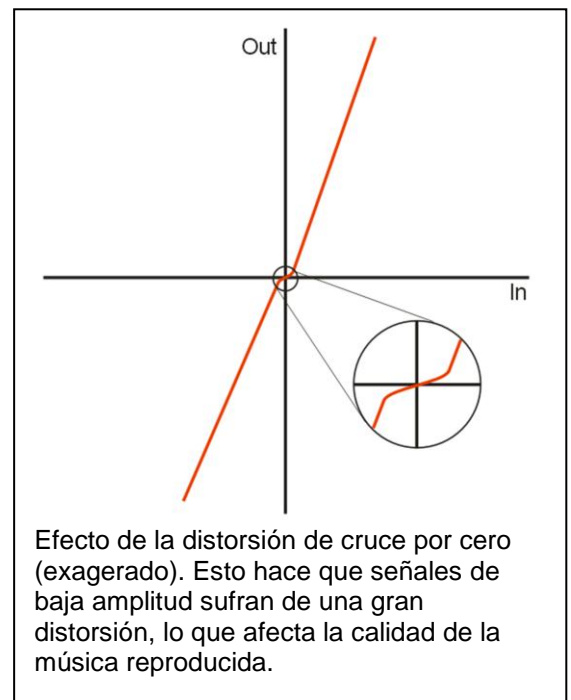 Out
In
Efecto de la distorsión de cruce por cero
(exagerado). Esto hace que señales de
baja amplitud sufran de una gran
distorsión, lo que afecta la calidad de la
música reproducida.